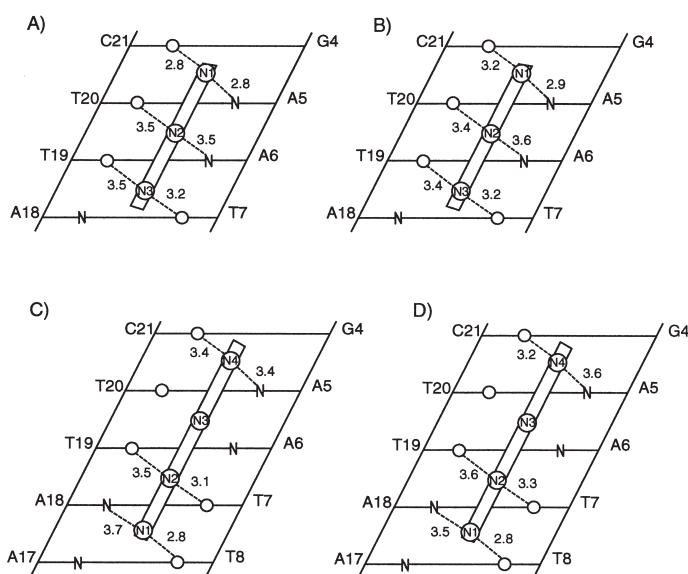 A)
C21 G4
2.8 N1 2.8
T20 N A5
3.5 N2 3.5
T19 N A6
3.5 N3 3.2
A18 N T7
B)
C21 G4
3.2 N1 2.9
T20 N A5
3.4 N2 3.6
T19 N A6
3.4 N3 3.2
A18 N T7
C)
C21 G4
3.4 N4 3.4
T20 N A5
N3
T19 N A6
3.5 N2 3.1
A18 N T7
3.7 N1 2.8
A17 N T8
D)
C21 G4
3.2 N4 3.6
T20 N A5
N3
T19 N A6
3.6 N2 3.3
A18 N T7
3.5 N1 2.8
A17 N T8